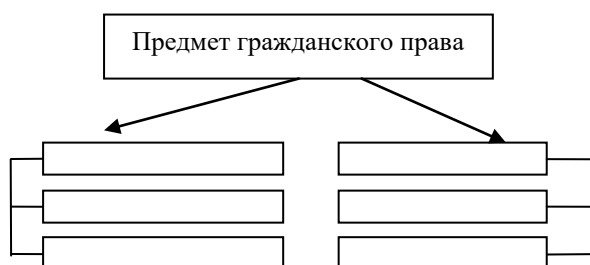 Предмет гражданского права